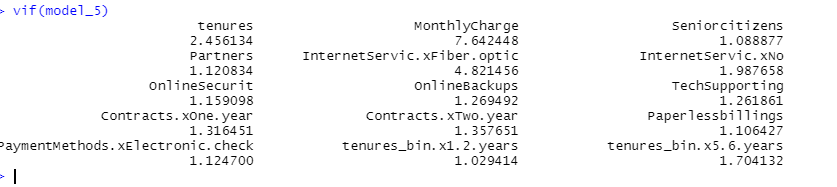 > vif(model_5)
tenures MonthlyCharge Seniorcitizens
2.456134 7.642448 1.088877
Partners InternetServic.xFiber.optic InternetServic.xNo
1.120834 4.821456 1.987658
OnlineSecurit OnlineBackups TechSupporting
1.159098 1.269492 1.261861
Contracts.xOne.year Contracts.xTwo.year Paperlessbillings
1.316451 1.357651 1.106427
PaymentMethods.xElectronic.check tenures_bin.x1.2.years tenures_bin.x5.6.years
1.124700 1.029414 1.704132
>